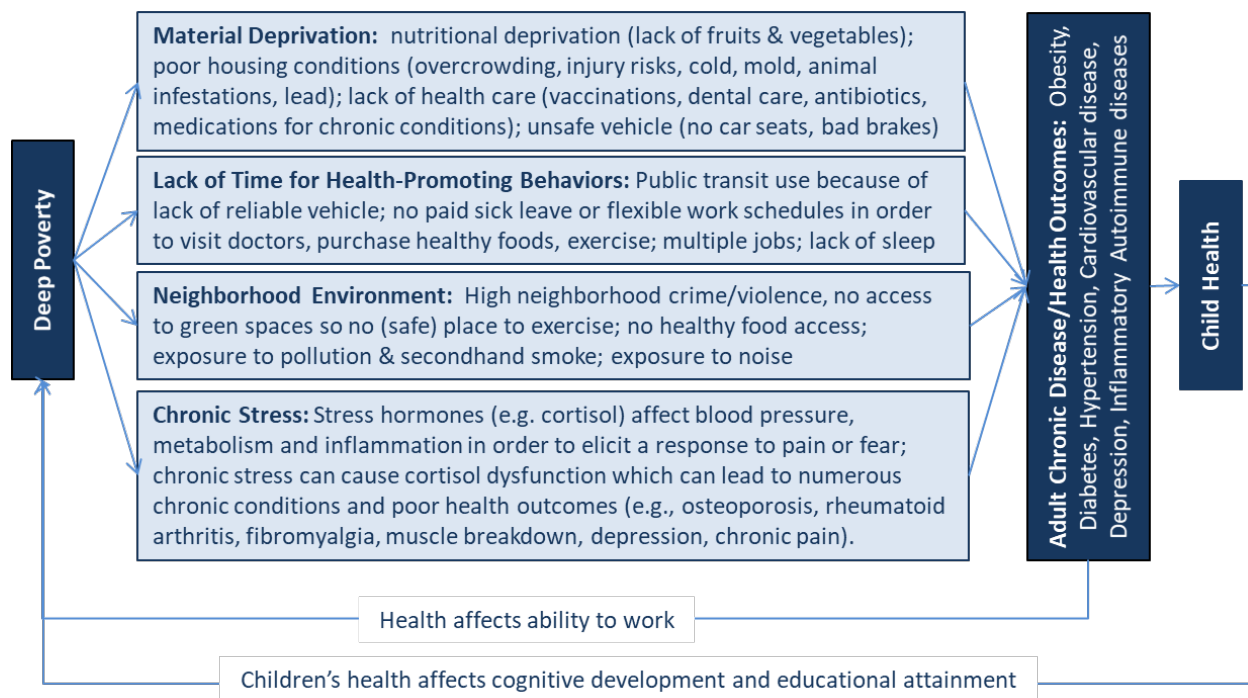 Deep Poverty
Material Deprivation: nutritional deprivation (lack of fruits & vegetables);
poor housing conditions (overcrowding, injury risks, cold, mold, animal
infestations, lead); lack of health care (vaccinations, dental care, antibiotics,
medications for chronic conditions); unsafe vehicle (no car seats, bad brakes)
Lack of Time for Health-Promoting Behaviors: Public transit use because of
lack of reliable vehicle; no paid sick leave or flexible work schedules in order
to visit doctors, purchase healthy foods, exercise; multiple jobs; lack of sleep
Neighborhood Environment: High neighborhood crime/violence, no access
to green spaces so no (safe) place to exercise; no healthy food access;
exposure to pollution & secondhand smoke; exposure to noise
Chronic Stress: Stress hormones (e.g. cortisol) affect blood pressure,
metabolism and inflammation in order to elicit a response to pain or fear;
chronic stress can cause cortisol dysfunction which can lead to numerous
chronic conditions and poor health outcomes (e.g., osteoporosis, rheumatoid
arthritis, fibromyalgia, muscle breakdown, depression, chronic pain).
Adult Chronic Disease/Health Outcomes: Obesity,
Diabetes, Hypertension, Cardiovascular disease,
Depression, Inflammatory Autoimmune diseases
Child Health
Health affects ability to work
Children's health affects cognitive development and educational attainment